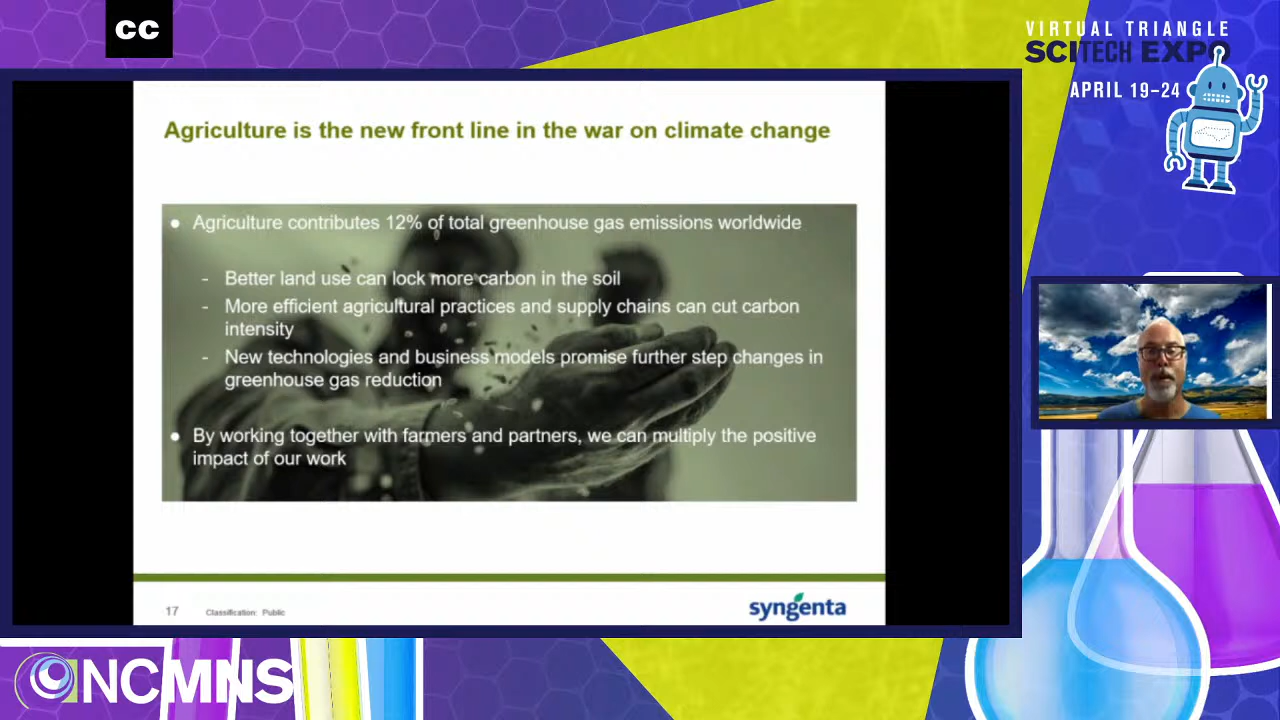 CC
VIRTUAL TRIANGLE
SCITECH EXPO
APRIL 19-24
Agriculture is the new front line in the war on climate change
● Agriculture contributes 12% of total greenhouse gas emissions worldwide
- Better land use can lock more carbon in the soil
- More efficient agricultural practices and supply chains can cut carbon
intensity
- New technologies and business models promise further step changes in
greenhouse gas reduction
● By working together with farmers and partners, we can multiply the positive
impact of our work
17 Classification: Public
syngenta
NCMNS